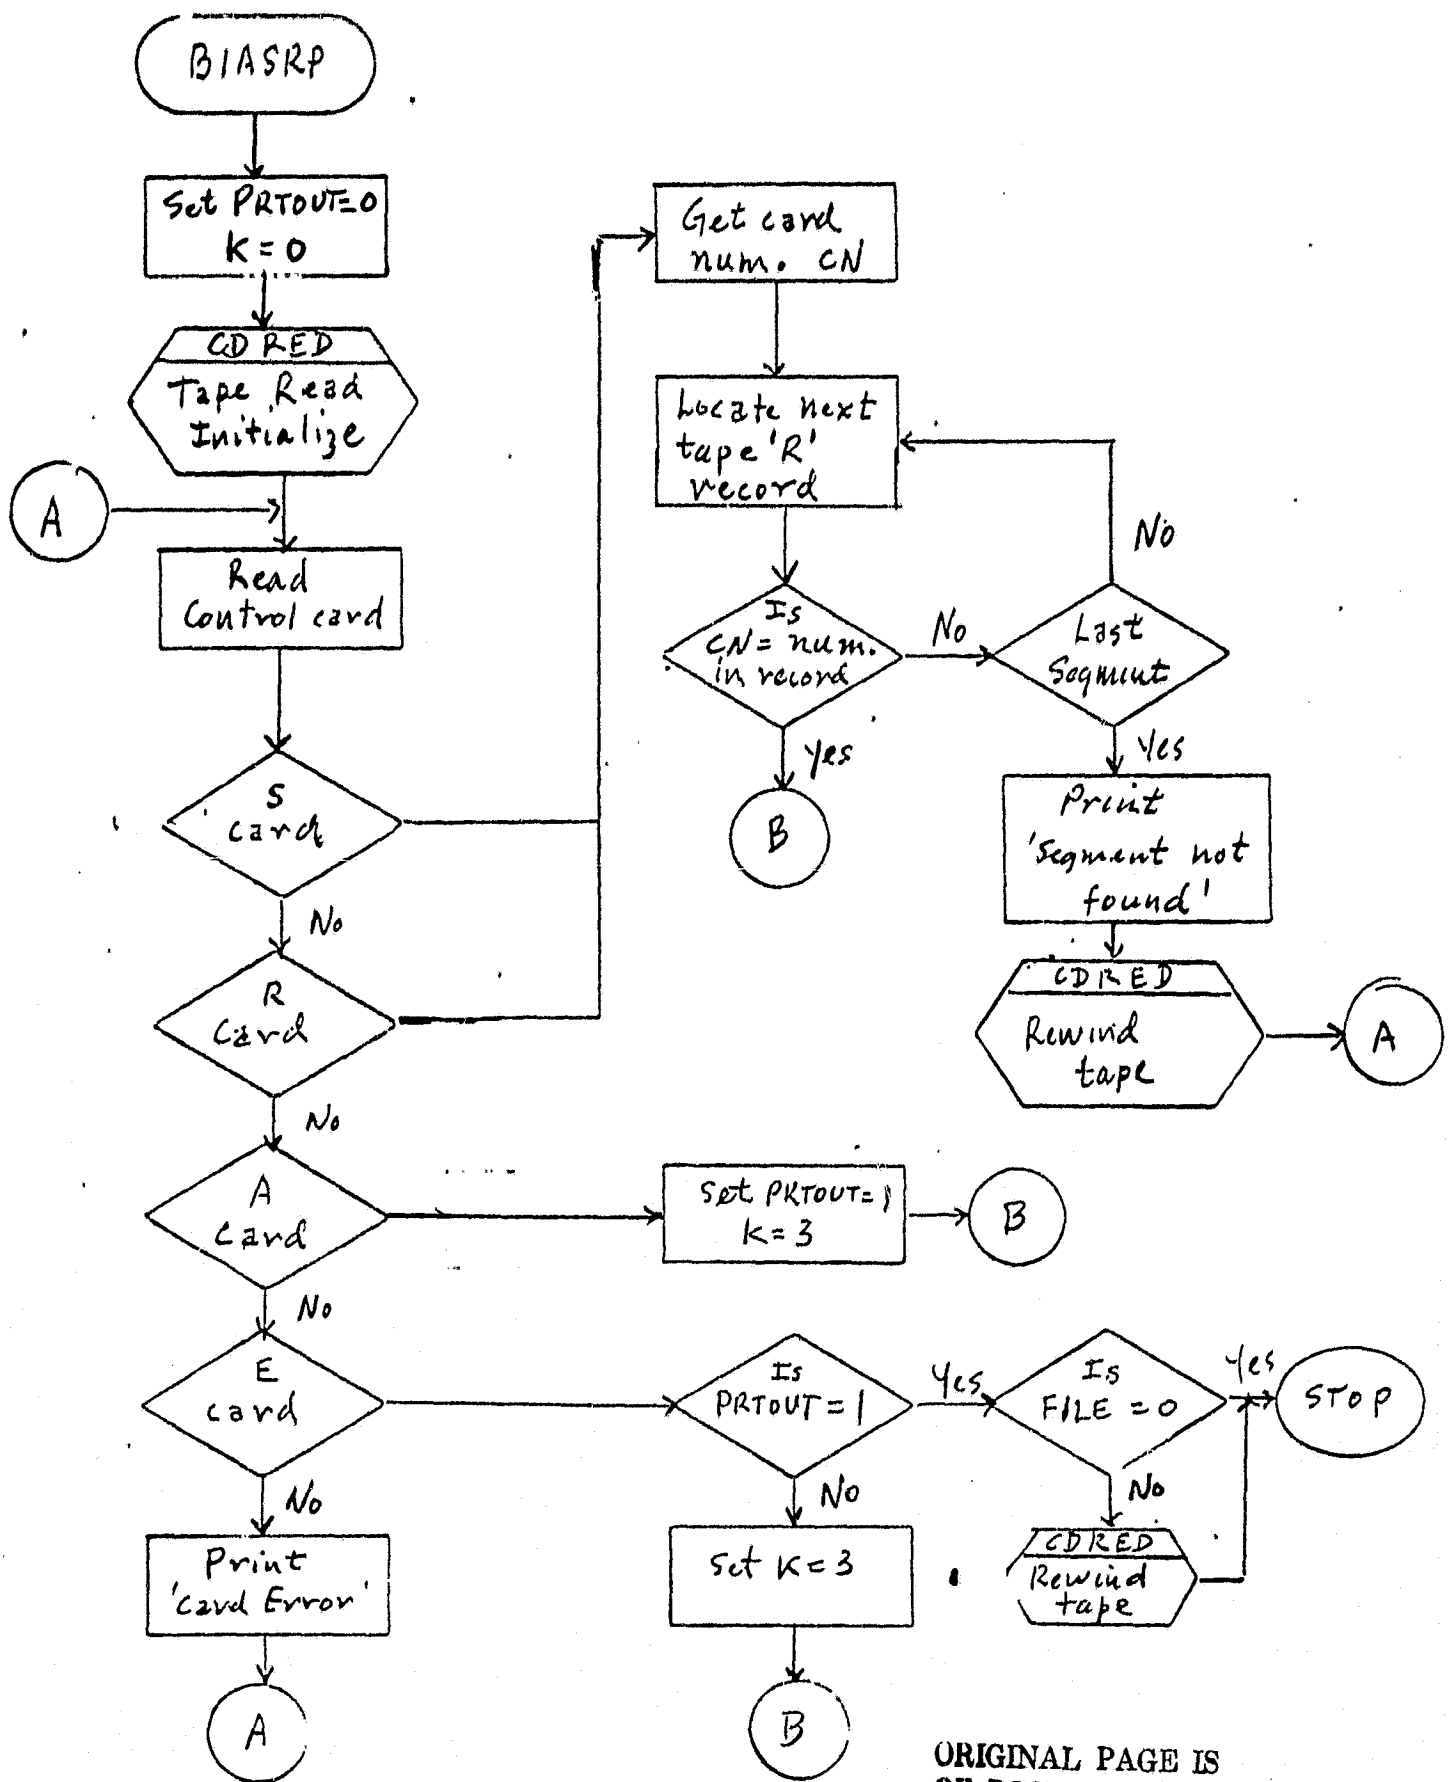 BIASRP
Set PRTOUT=0
K = 0
CDRED
Tape Read
Initialize
A
Read
Control card
S
card
No
R
Card
No
A
Card
No
E
card
No
Print
'Card Error'
A
Get card
num. CN
Locate next
tape 'R'
record
Is
CN = num.
in record
No
Yes
B
Last
Segment
No
Yes
Print
'Segment not
found'
CDRED
Rewind
tape
A
Set PRTOUT=1
K = 3
B
Is
PRTOUT = 1
Yes
No
Set K = 3
B
Is
FILE = 0
Yes
No
CDRED
Rewind
tape
STOP
ORIGINAL PAGE IS